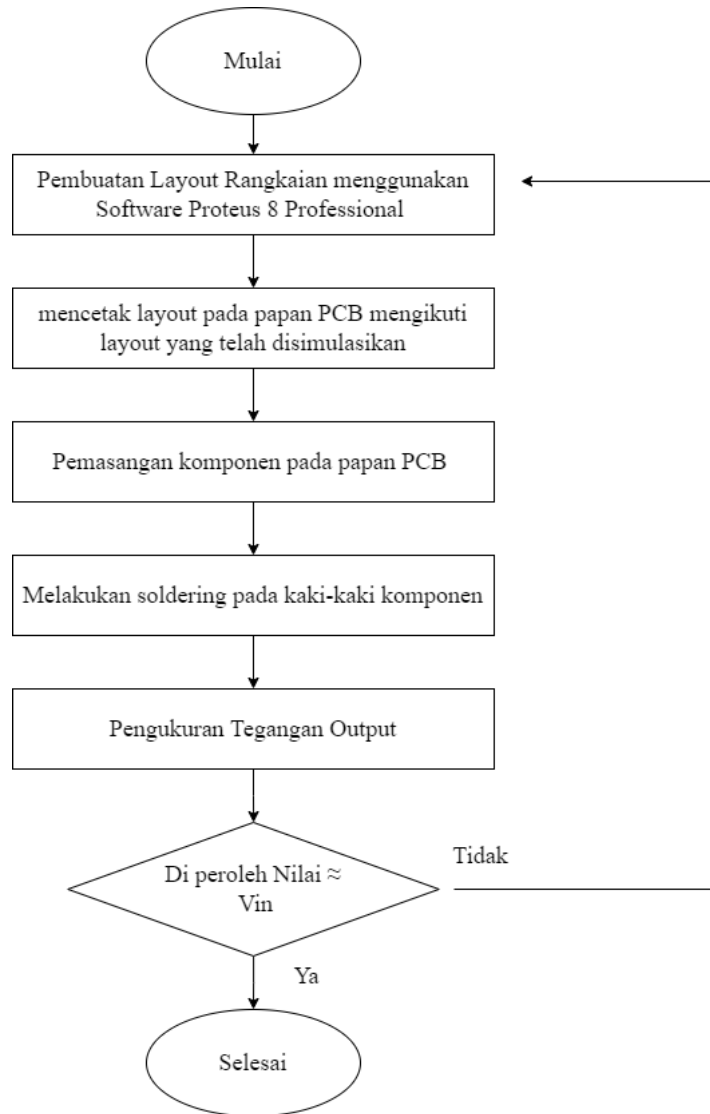 Mulai
Pembuatan Layout Rangkaian menggunakan
Software Proteus 8 Professional
mencetak layout pada papan PCB mengikuti
layout yang telah disimulasikan
Pemasangan komponen pada papan PCB
Melakukan soldering pada kaki-kaki komponen
Pengukuran Tegangan Output
Di peroleh Nilai ≈
Vin
Tidak
Ya
Selesai